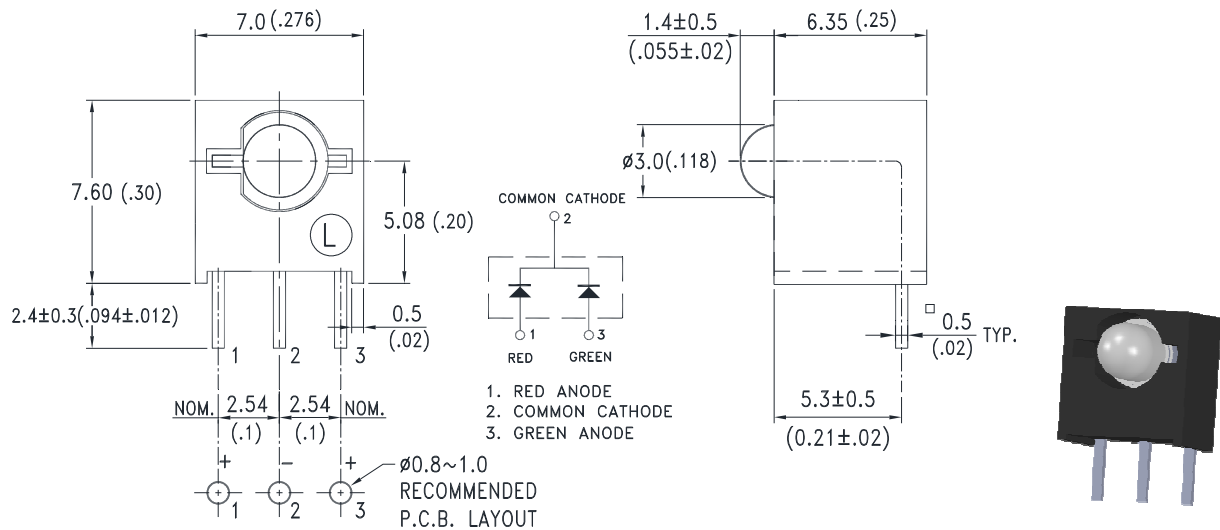 7.0 (.276)
1.4±0.5
(.055±.02)
6.35 (.25)
7.60 (.30)
ø3.0(.118)
5.08 (.20)
L
COMMON CATHODE
2
1
3
RED
GREEN
2.4±0.3(.094±.012)
0.5
(.02)
1
2
3
1. RED ANODE
2. COMMON CATHODE
3. GREEN ANODE
0.5
(.02)
TYP.
5.3±0.5
(0.21±.02)
NOM.
2.54
(.1)
2.54
(.1)
NOM.
+
-
+
1
2
3
ø0.8~1.0
RECOMMENDED
P.C.B. LAYOUT